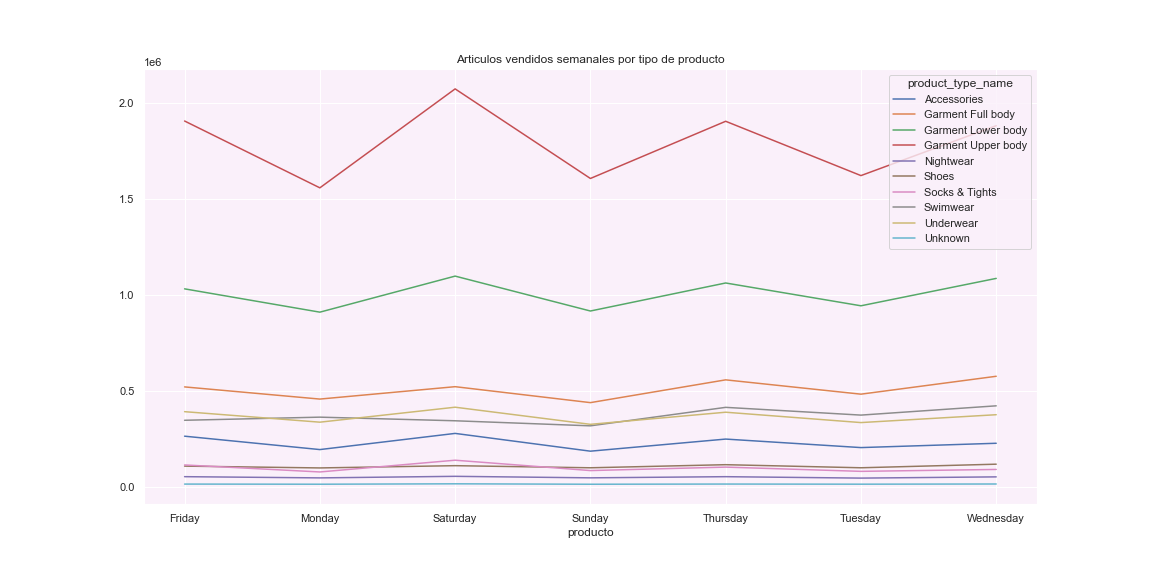 Articulos vendidos semanales por tipo de producto
1e6
2.0
1.5
1.0
0.5
0.0
product_type_name
Accessories
Garment Full body
Garment Lower body
Garment Upper body
Nightwear
Shoes
Socks & Tights
Swimwear
Underwear
Unknown
Friday Monday Saturday Sunday Thursday Tuesday Wednesday
producto